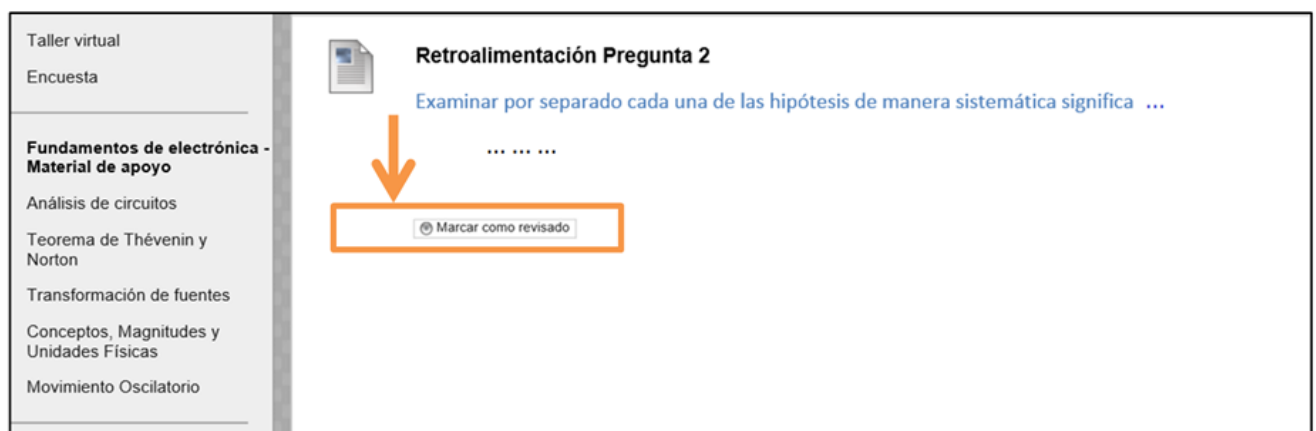 Taller virtual
Encuesta
Fundamentos de electrónica -
Material de apoyo
Análisis de circuitos
Teorema de Thévenin y
Norton
Transformación de fuentes
Conceptos, Magnitudes y
Unidades Físicas
Movimiento Oscilatorio
Retroalimentación Pregunta 2
Examinar por separado cada una de las hipótesis de manera sistemática significa ...
... ... ...
Marcar como revisado